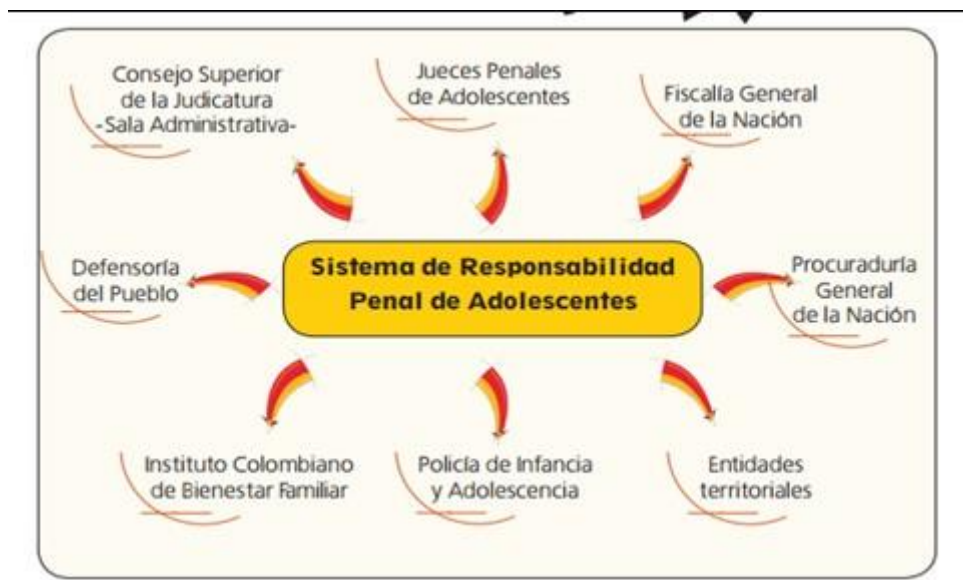 Consejo Superior
de la Judicatura
-Sala Administrativa-
Jueces Penales
de Adolescentes
Fiscalía General
de la Nación
Defensoría
del Pueblo
Sistema de Responsabilidad
Penal de Adolescentes
Procuraduría
General
de la Nación
Instituto Colombiano
de Bienestar Familiar
Policía de Infancia
y Adolescencia
Entidades
territoriales